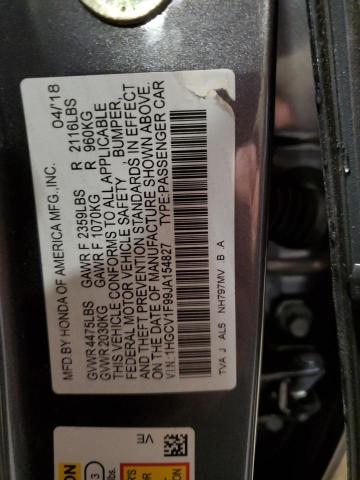 MFD BY HONDA OF AMERICA MFG.,INC. 04/18
GVWR 4475LBS GAWR F 2359LBS R 2116LBS
GVWR 2030KG GAWR F 1070KG R 960KG
THIS VEHICLE CONFORMS TO ALL APPLICABLE
FEDERAL MOTOR VEHICLE SAFETY , BUMPER,
AND THEFT PREVENTION STANDARDS IN EFFECT
ON THE DATE OF MANUFACTURE SHOWN ABOVE.
V.I.N.:1HGCV1F99JA154827 TYPE:PASSENGER CAR
TVA J AL5 NH797MV B A
VE
ION
3